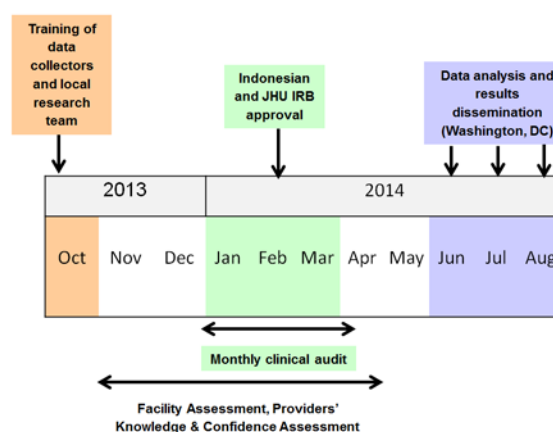 Training of
data
collectors
and local
research
team
Indonesian
and JHU IRB
approval
Data analysis and
results
dissemination
(Washington, DC)
2013 2014
Oct Nov Dec Jan Feb Mar Apr May Jun Jul Aug
Monthly clinical audit
Facility Assessment, Providers'
Knowledge & Confidence Assessment